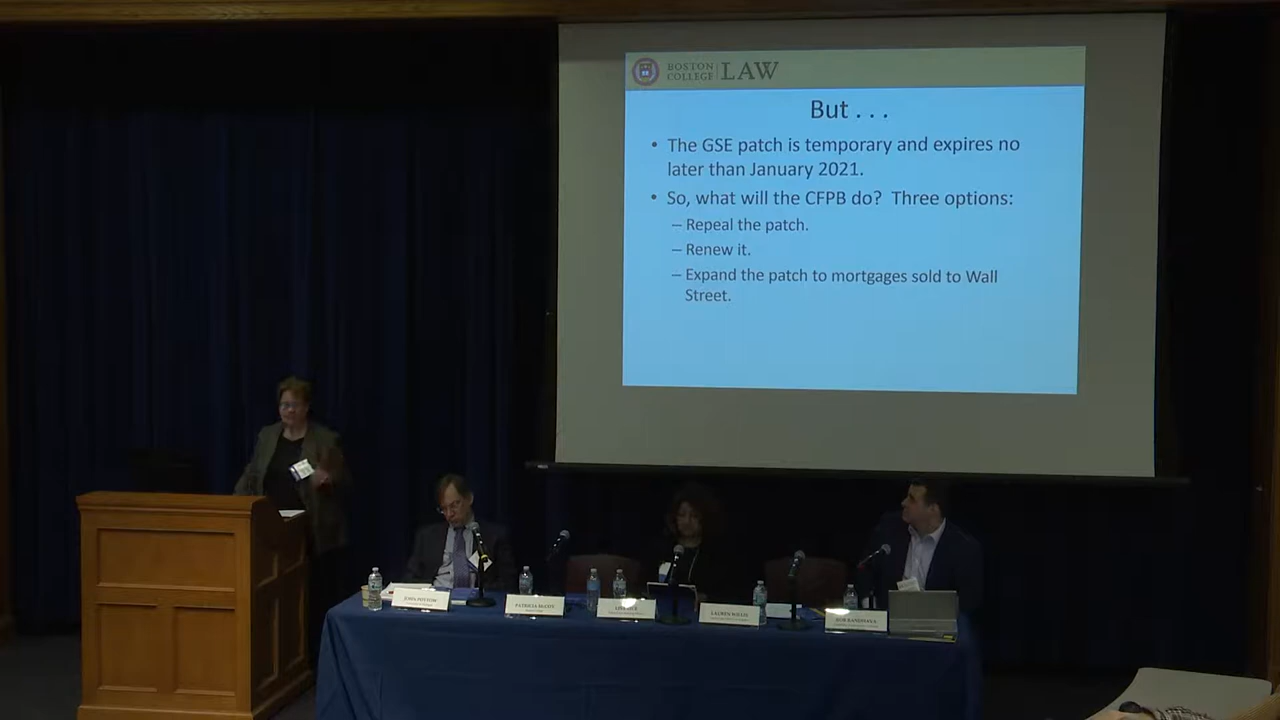 BOSTON
COLLEGE
LAW
But . . .
• The GSE patch is temporary and expires no
later than January 2021.
• So, what will the CFPB do? Three options:
– Repeal the patch.
– Renew it.
– Expand the patch to mortgages sold to Wall
Street.
PATRICIA MCCOY
LAUREN WILLIS